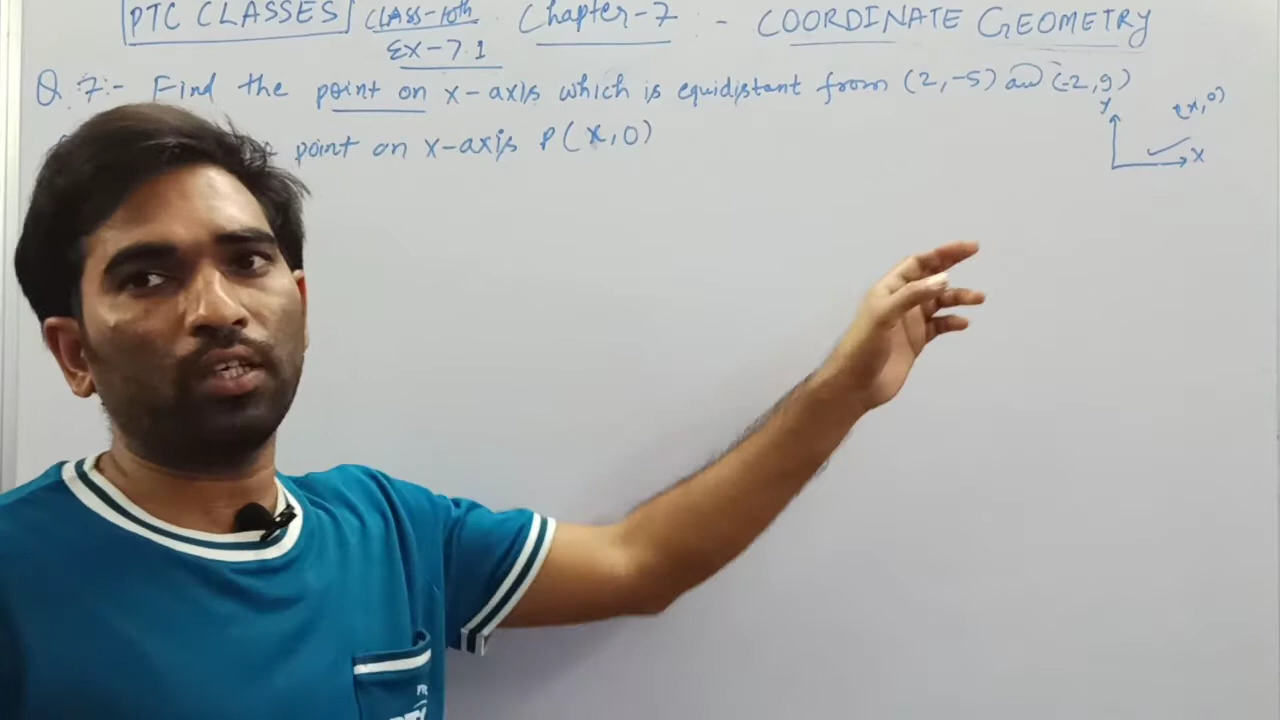 PTC CLASSES CLASS-10th Chapter-7 - COORDINATE GEOMETRY
Ex-7.1
Q.7:- Find the point on x-axis which is equidistant from (2,-5) and (-2,9)
point on x-axis P(x,0)
Y
(x,0)
X